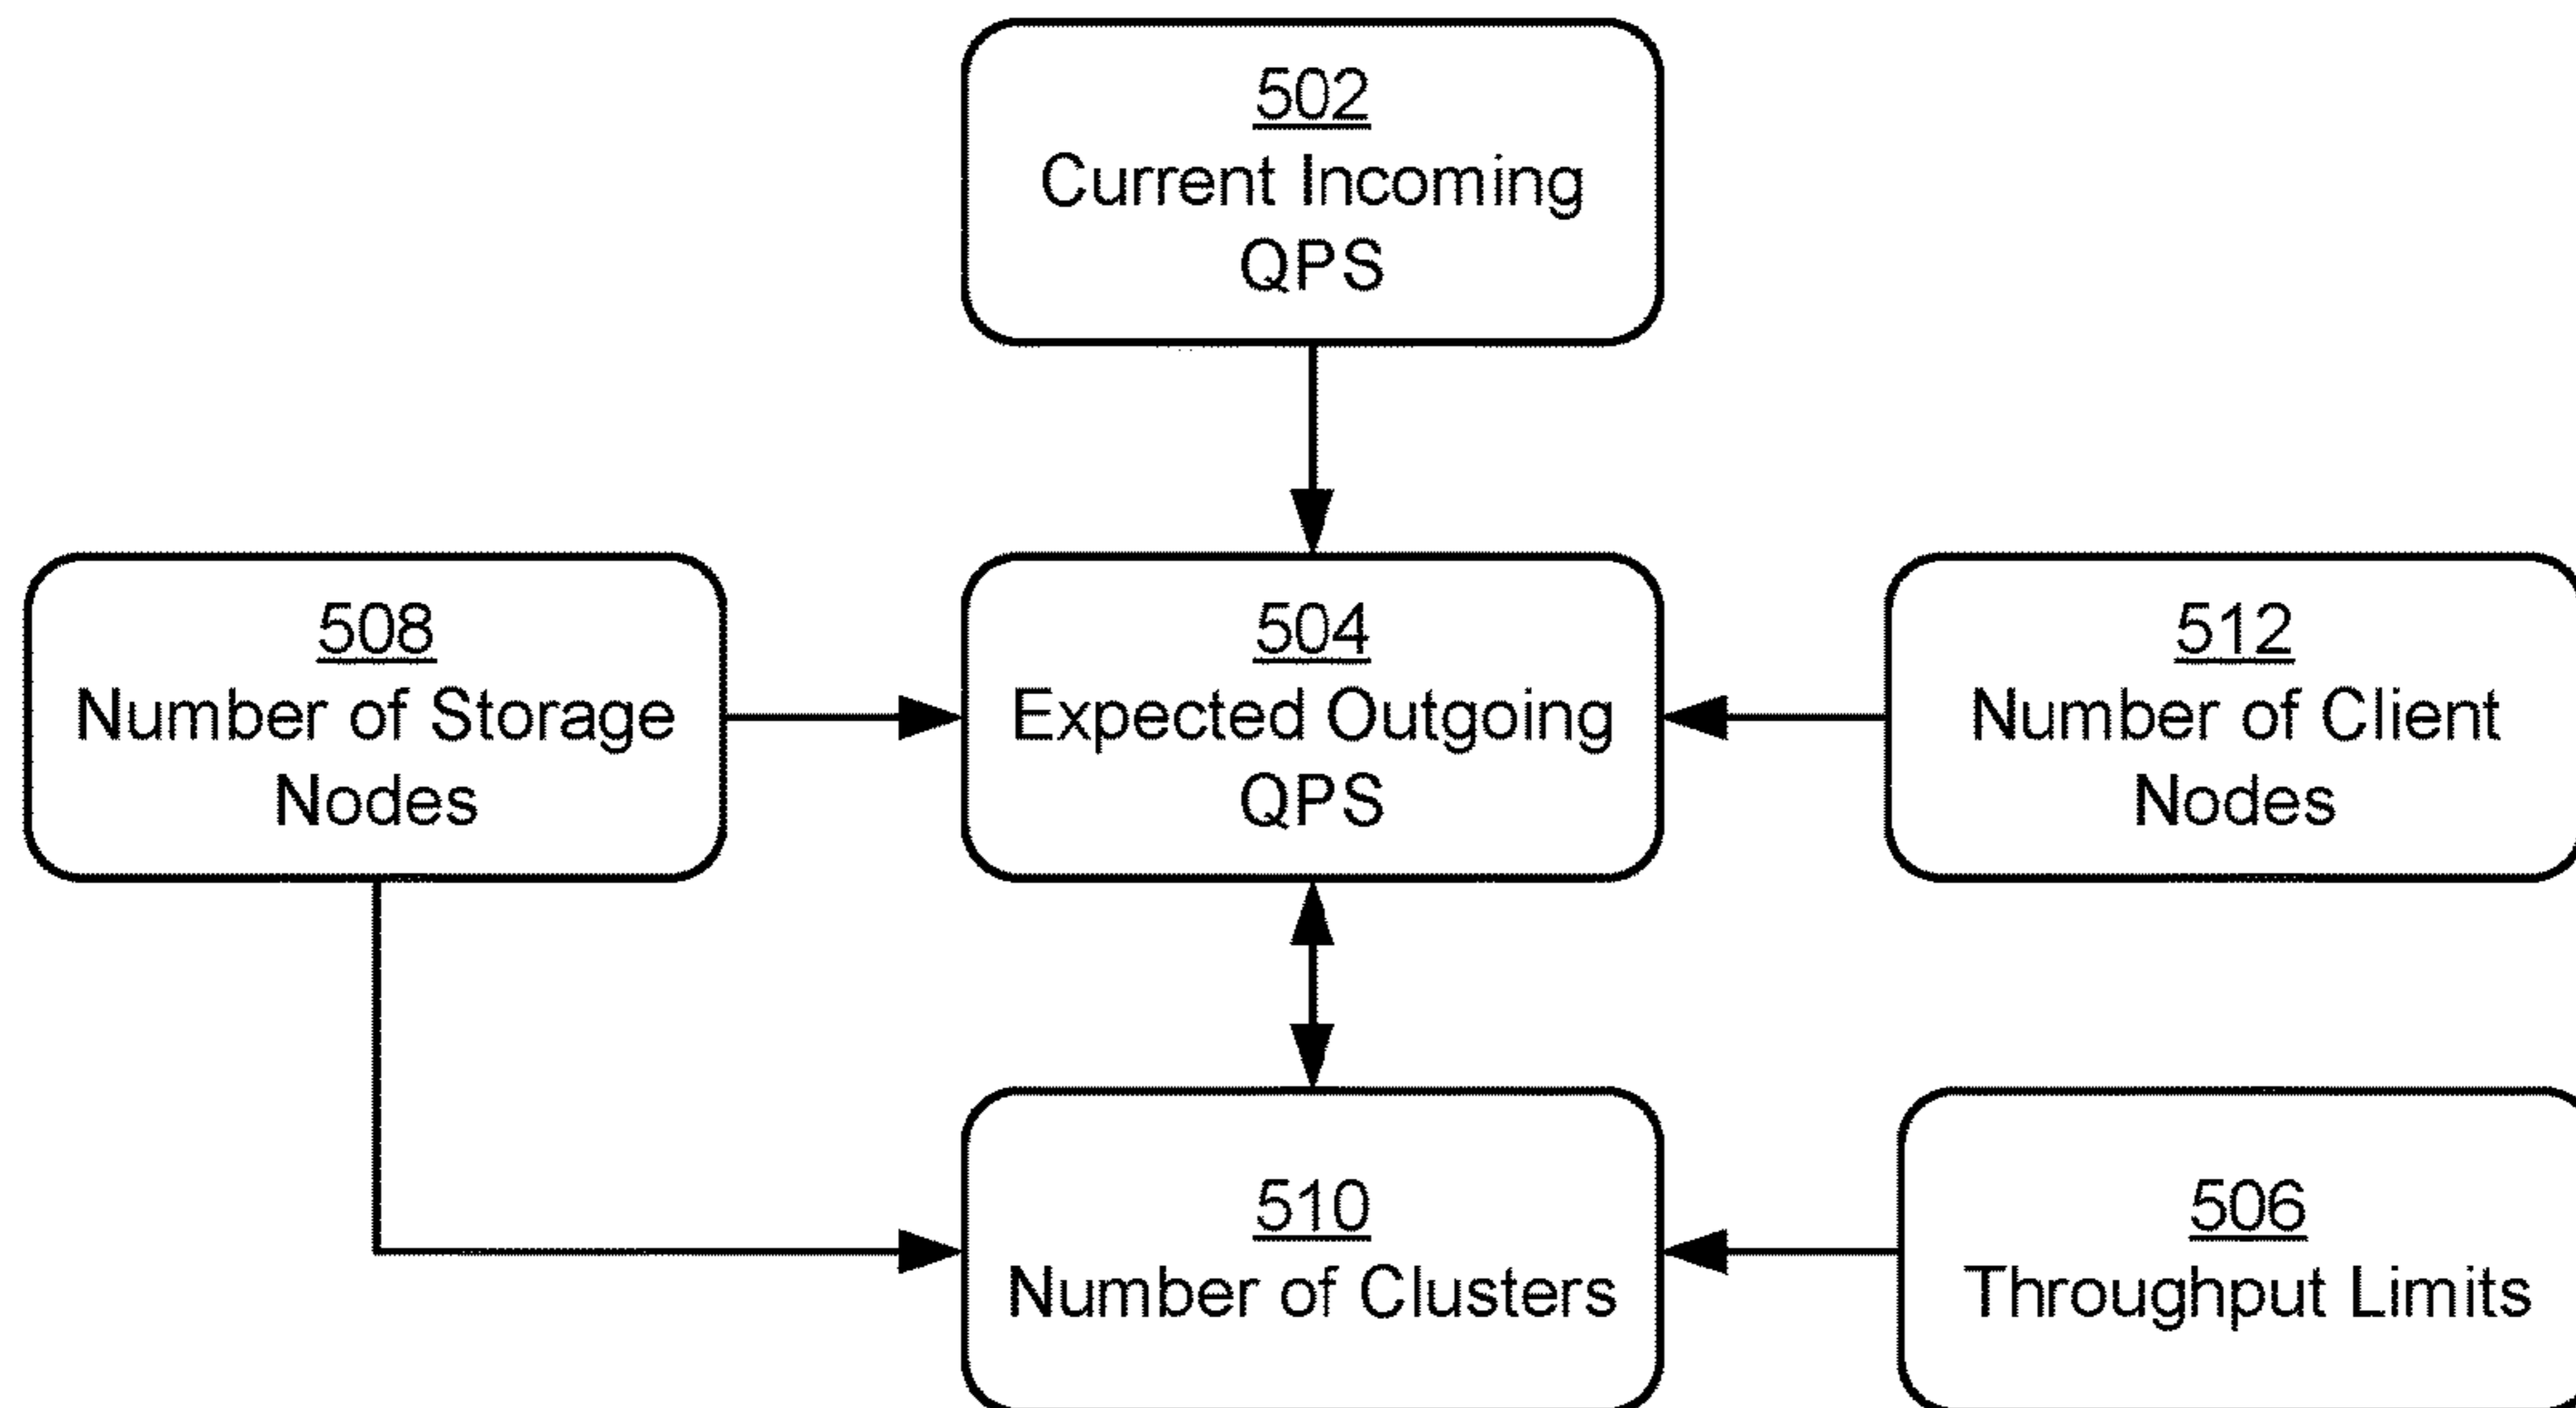 502
Current Incoming
QPS
508
Number of Storage
Nodes
504
Expected Outgoing
QPS
512
Number of Client
Nodes
510
Number of Clusters
506
Throughput Limits